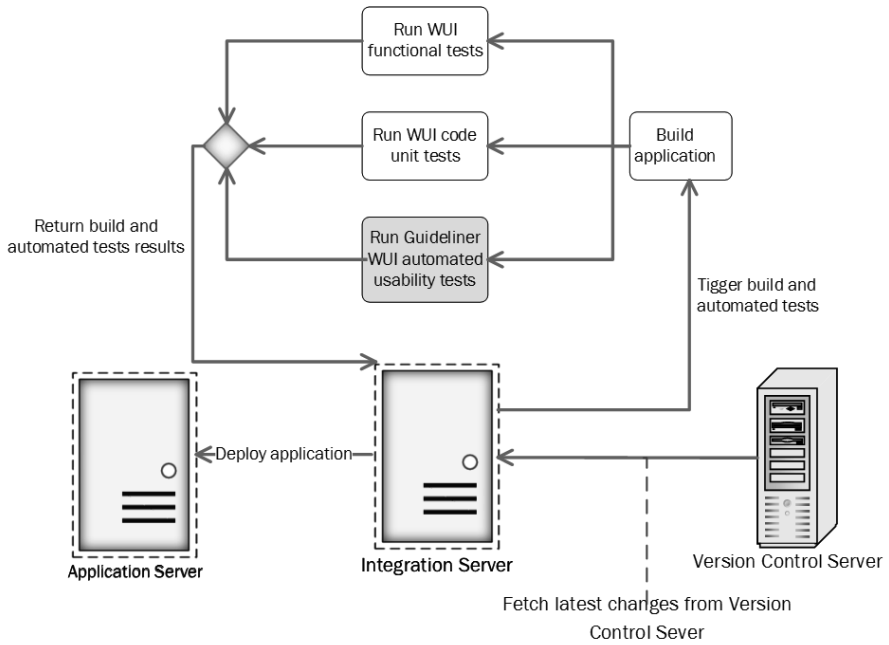 Run WUI
functional tests
Run WUI code
unit tests
Build
application
Return build and
automated tests results
Run Guideliner
WUI automated
usability tests
Tigger build and
automated tests
Deploy application
Application Server
Integration Server
Version Control Server
Fetch latest changes from Version
Control Sever